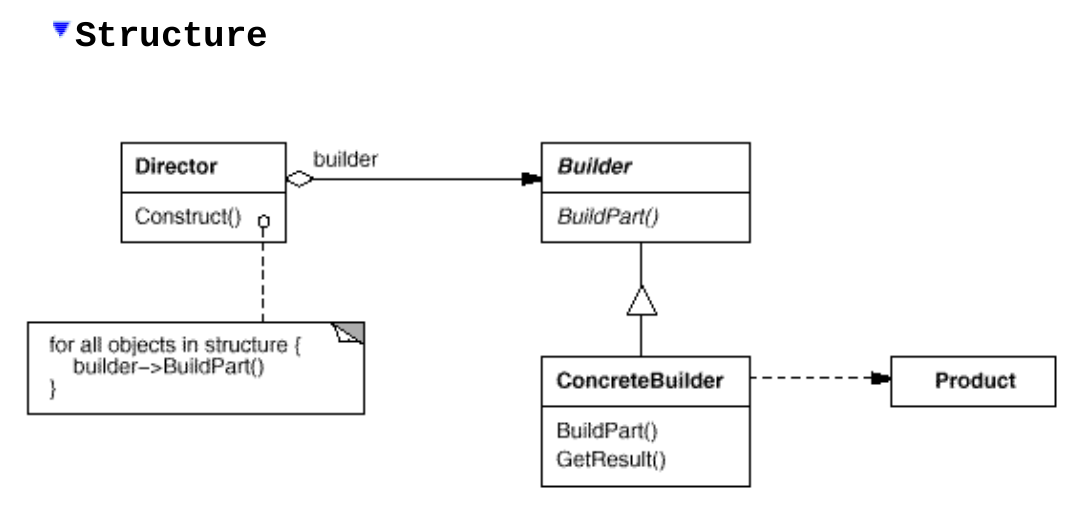 Structure
builder
Director
Builder
Construct()
BuildPart()
for all objects in structure {
builder->BuildPart()
}
ConcreteBuilder
Product
BuildPart()
GetResult()